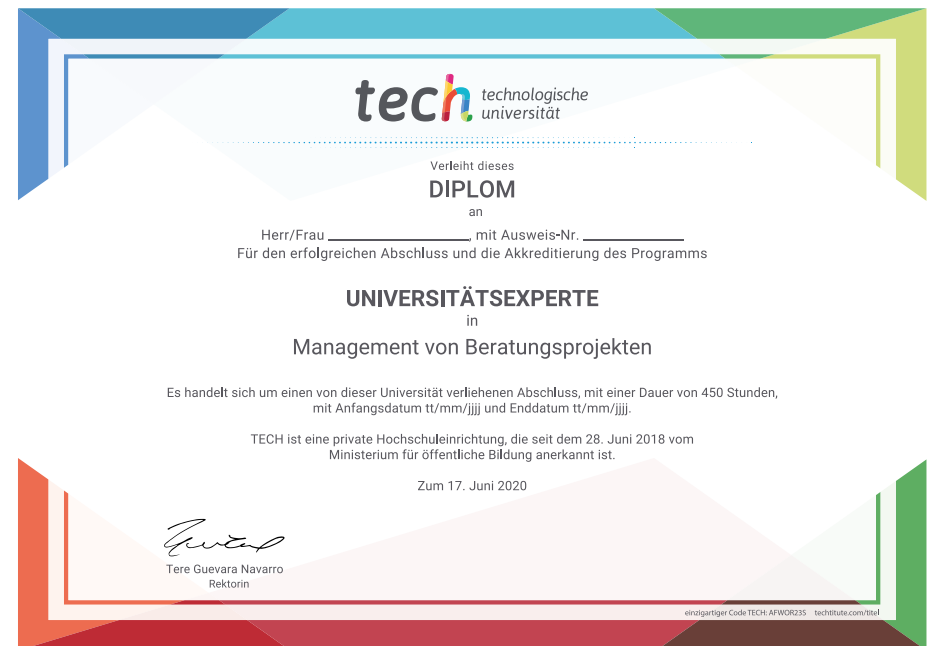 tech technologische
universität
Verleiht dieses
DIPLOM
an
Herr/Frau ____________________, mit Ausweis-Nr. ______________
Für den erfolgreichen Abschluss und die Akkreditierung des Programms
UNIVERSITÄTSEXPERTE
in
Management von Beratungsprojekten
Es handelt sich um einen von dieser Universität verliehenen Abschluss, mit einer Dauer von 450 Stunden,
mit Anfangsdatum tt/mm/jjjj und Enddatum tt/mm/jjjj.
TECH ist eine private Hochschuleinrichtung, die seit dem 28. Juni 2018 vom
Ministerium für öffentliche Bildung anerkannt ist.
Zum 17. Juni 2020
Tere Guevara Navarro
Rektorin
einzigartiger Code TECH: AFWOR23S techtitute.com/titel